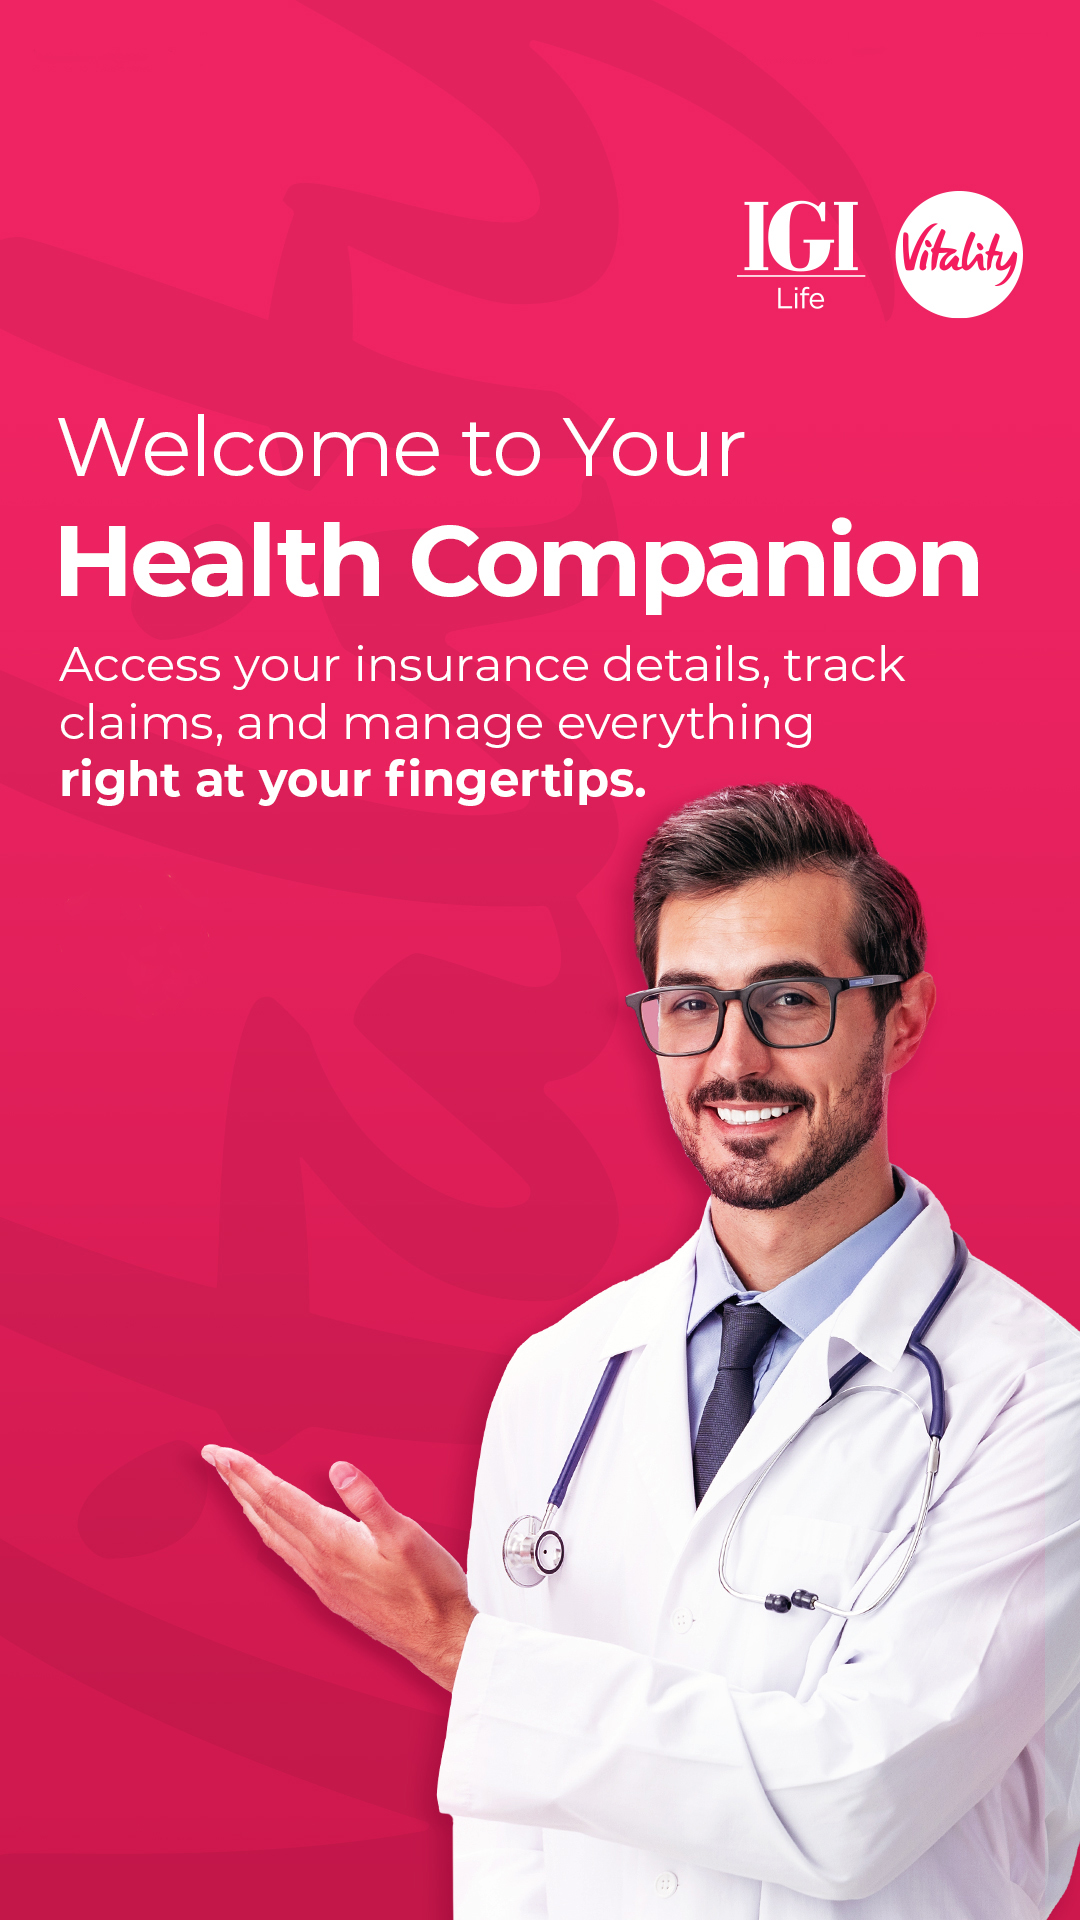 IGI
Life
Vitality
Welcome to Your
Health Companion
Access your insurance details, track
claims, and manage everything
right at your fingertips.